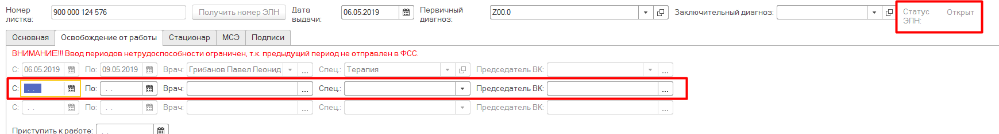 Номер листка: 900 000 124 576 Получить номер ЭЛН Дата выдачи: 06.05.2019 Первичный диагноз: Z00.0 Заключительный диагноз: Статус ЭЛН: Открыт
Основная Освобождение от работы Стационар МСЭ Подписи
ВНИМАНИЕ!!! Ввод периодов нетрудоспособности ограничен, т.к. предыдущий период не отправлен в ФСС.
С: 06.05.2019 По: 09.05.2019 Врач: Грибанов Павел Леонид ... Спец.: Терапия Председатель ВК: ...
С: . . По: . . Врач: ... Спец.: Председатель ВК: ...
С: . . По: . . Врач: ... Спец.: Председатель ВК: ...
Приступить к работе: . .